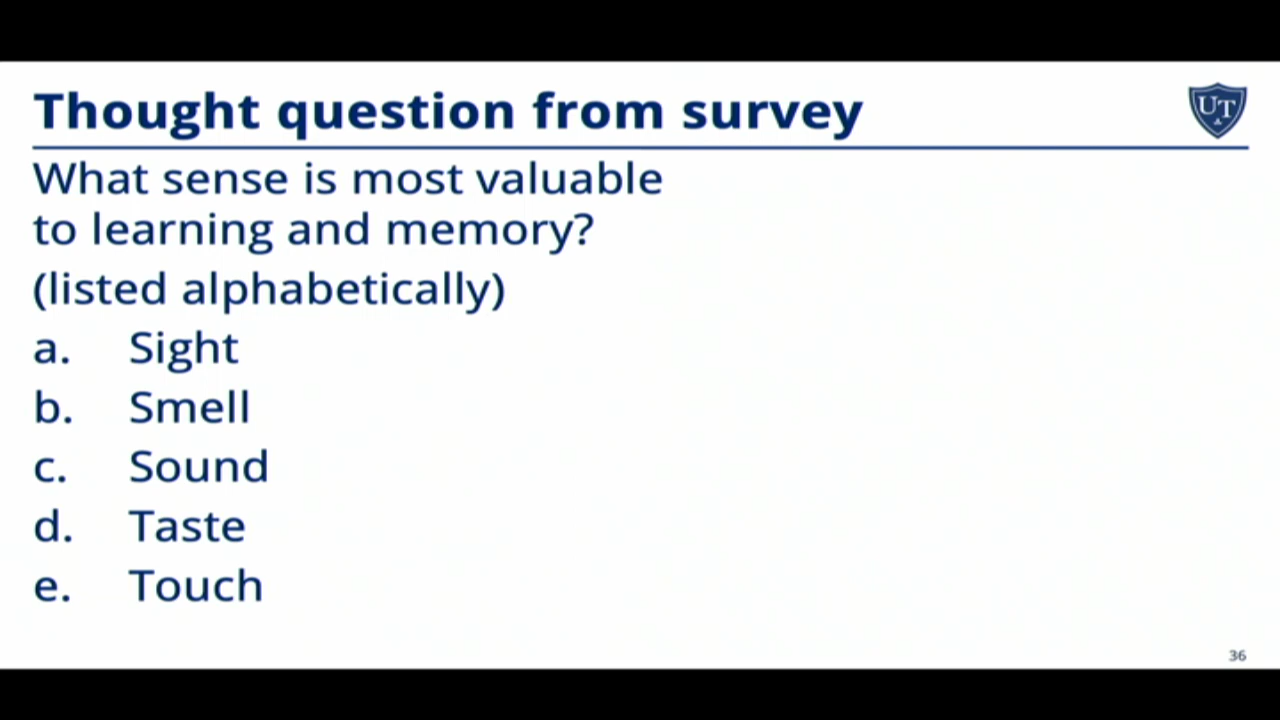 Thought question from survey
UT
What sense is most valuable
to learning and memory?
(listed alphabetically)
a. Sight
b. Smell
c. Sound
d. Taste
e. Touch
36